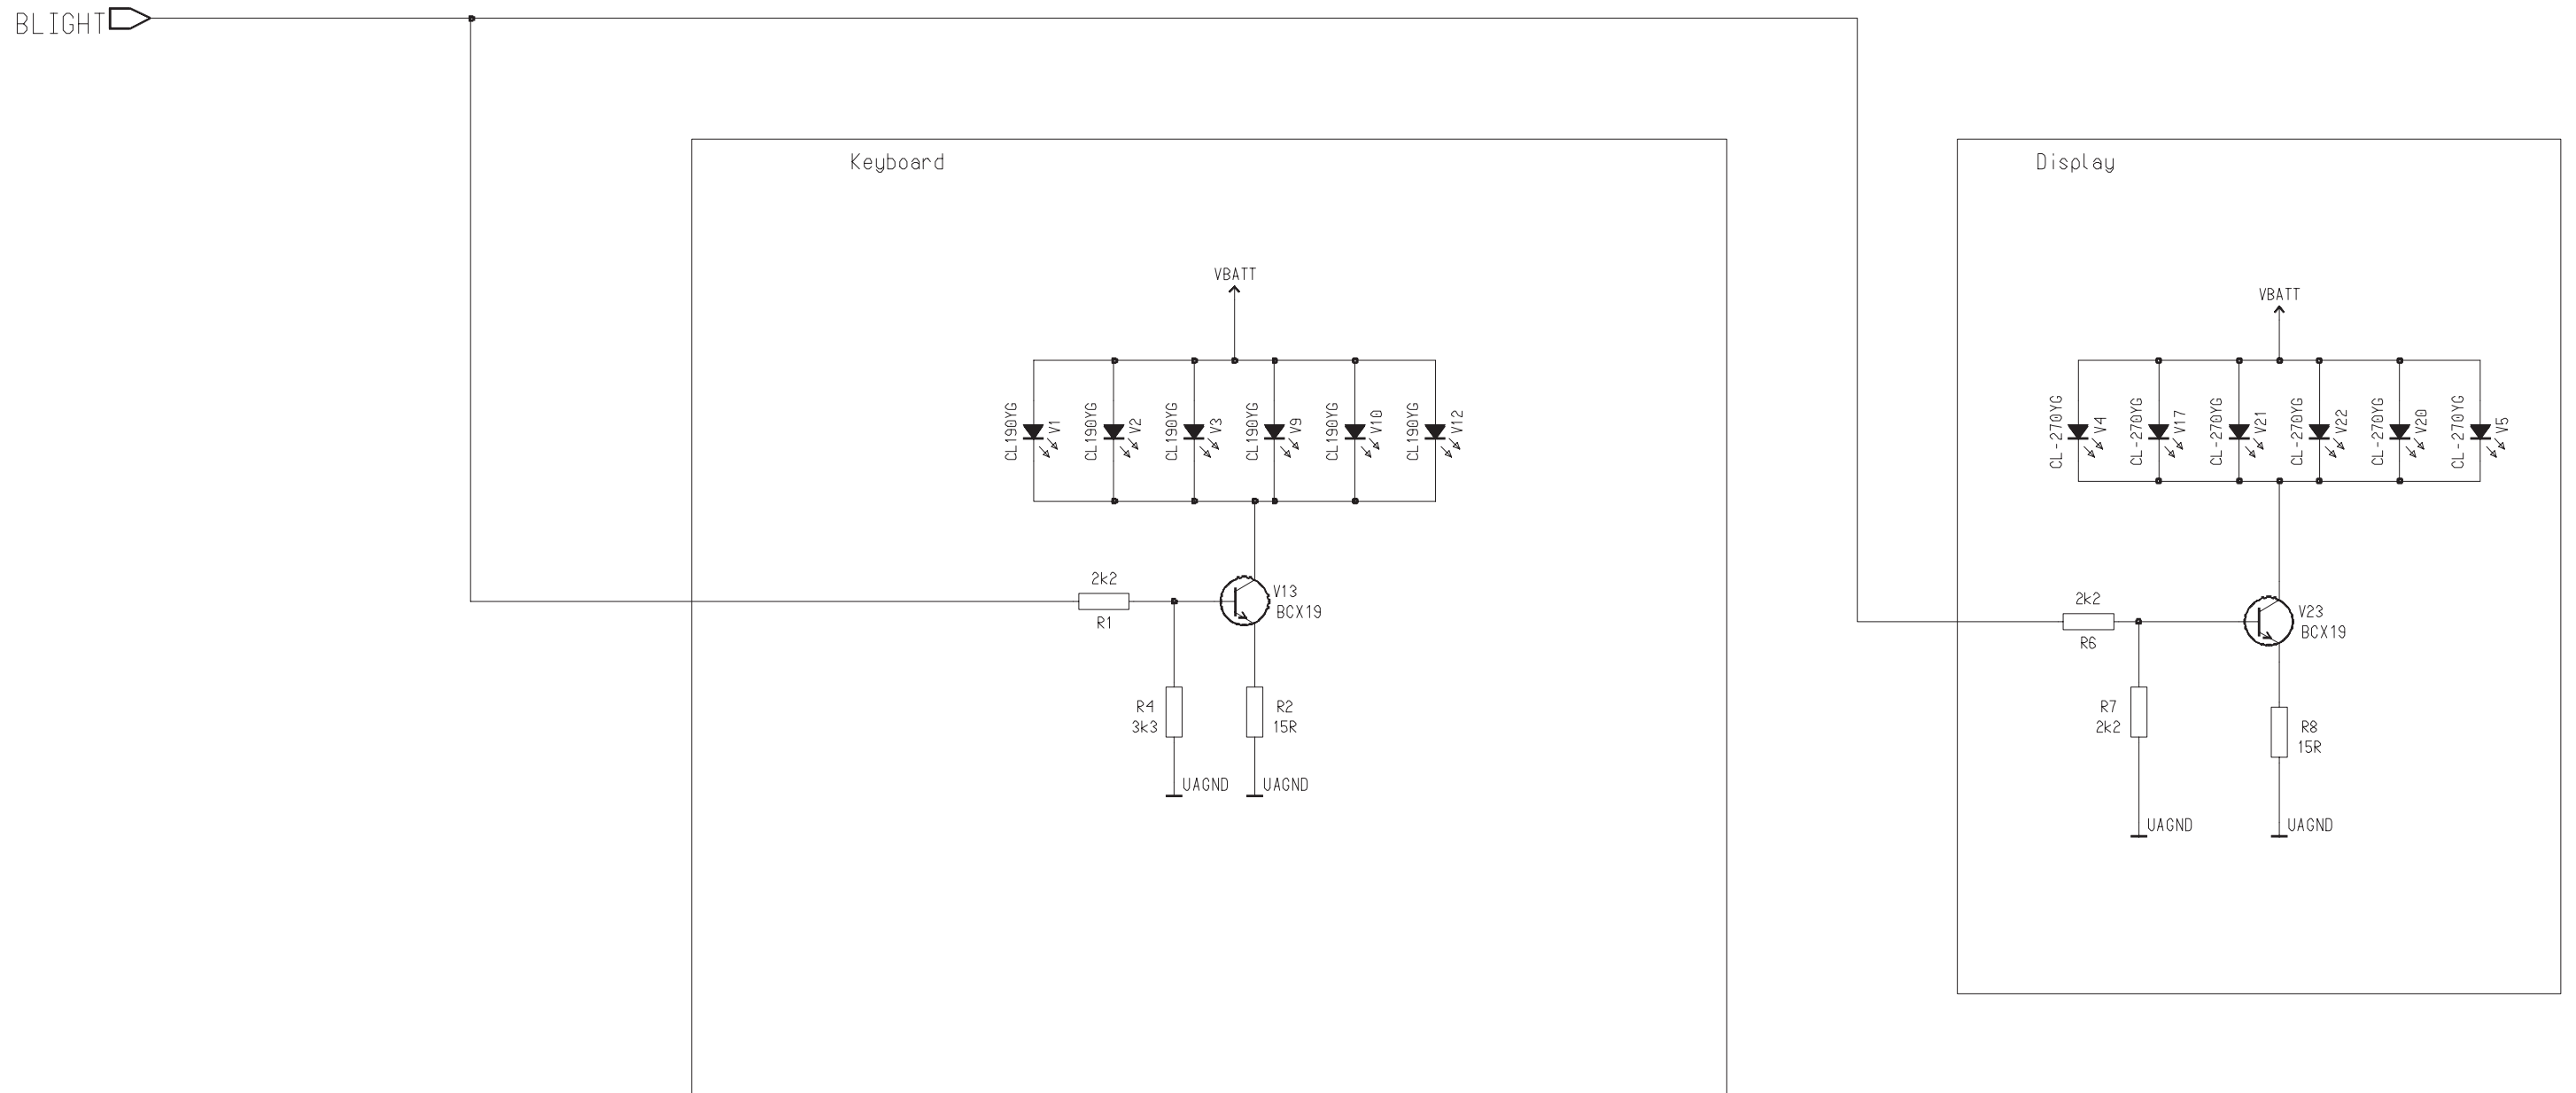 BLIGHT
Keyboard
Display
VBATT
VBATT
CL190YG
V1
CL190YG
V2
CL190YG
V3
CL190YG
V9
CL190YG
V10
CL190YG
V12
CL-270YG
V4
CL-270YG
V17
CL-270YG
V21
CL-270YG
V22
CL-270YG
V20
CL-270YG
V5
2k2
R1
V13
BCX19
2k2
R6
V23
BCX19
R4
3k3
R2
15R
R7
2k2
R8
15R
UAGND
UAGND
UAGND
UAGND